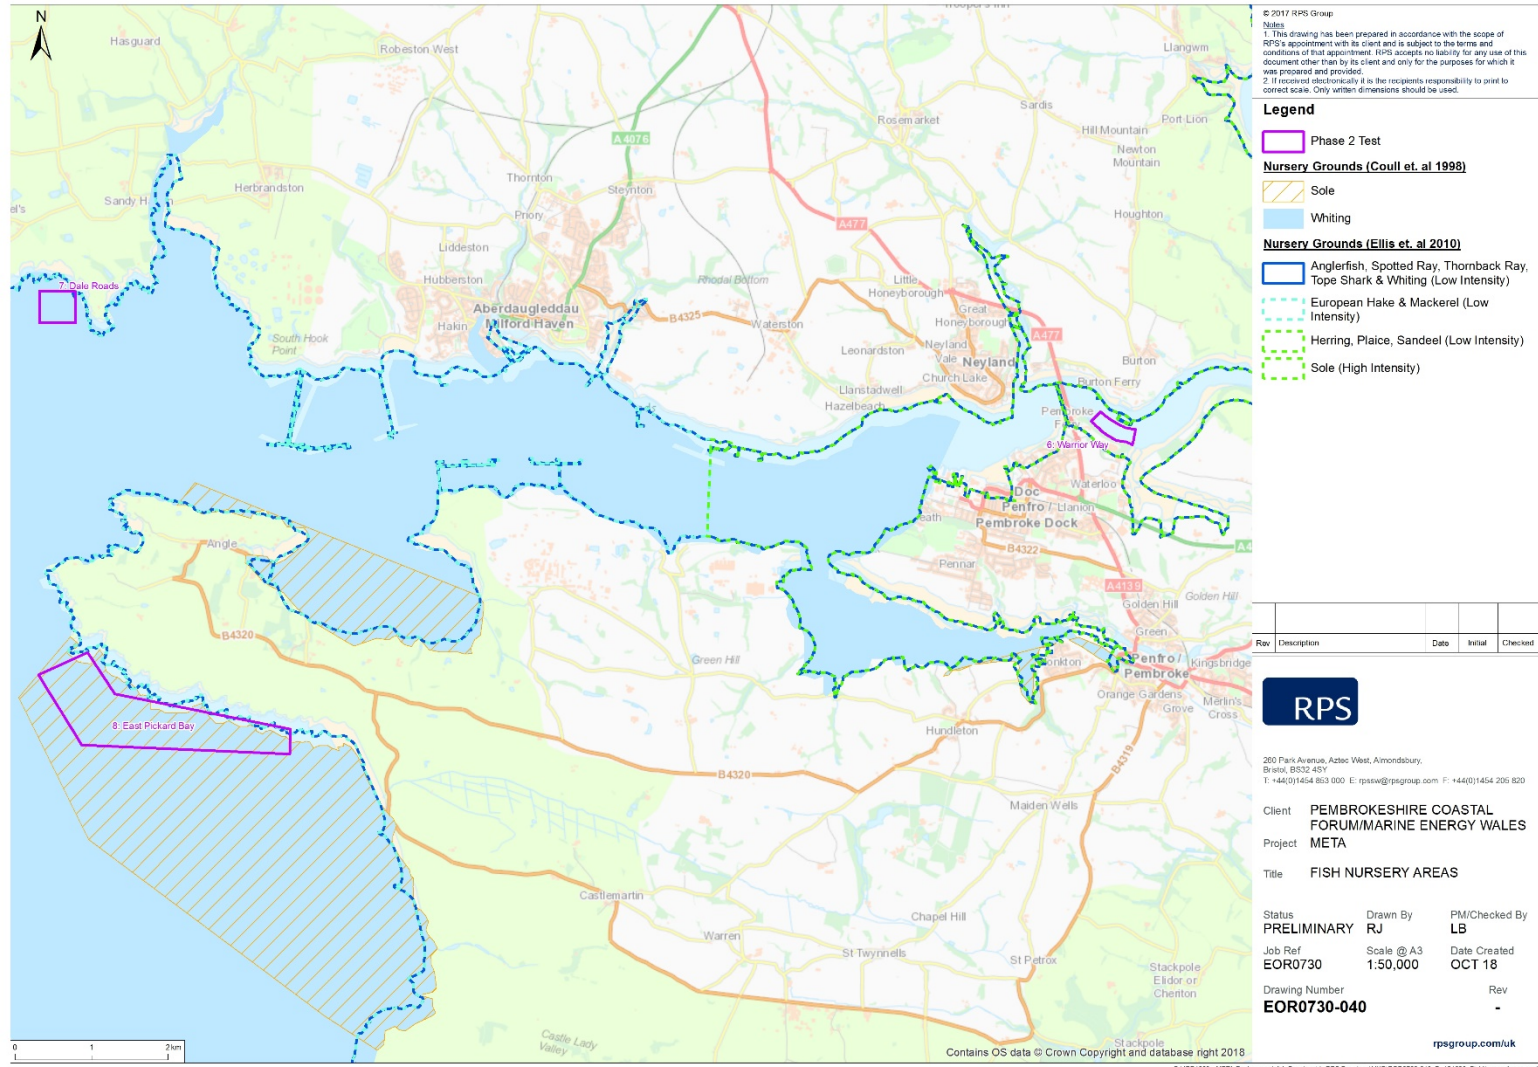 N
Hasguard
Robeston West
Llangwm
Sardis
Port Lion
Rosemarket
Hill Mountain
Newton
Mountain
A 4076
Thornton
Steynton
Herbrandston
Priory
Houghton
A477
Liddeston
Hubberston
Rhodal Bottom
Little
Honeyborough
7: Dale Roads
Aberdaugleddau
Milford Haven
Hakin
B4325
Waterston
Great
Honeyborough
A477
South Hook
Point
Leonardston
Neyland
Vale
Neyland
Burton
Church Lake
Burton Ferry
Llanstadwell
Hazelbeach
Pembroke
6: Warrior Way
Waterloo
Doc
Penfro / Llanion
Pembroke Dock
Angle
B4322
Pennar
A4139
Golden Hill
Golden Hill
Green
B4320
Green Hill
Penfro /
Pembroke
Kingsbridge
Orange Gardens
Grove
Merlin's
Cross
8: East Pickard Bay
Hundleton
B4320
B4319
Maiden Wells
Castlemartin
Chapel Hill
Warren
St Twynnells
St Petrox
Stackpole
Elidor or
Cheriton
Castle Lady
Valley
Stackpole
0 1 2km
Contains OS data © Crown Copyright and database right 2018
© 2017 RPS Group
Notes
1. This drawing has been prepared in accordance with the scope of
RPS's appointment with its client and is subject to the terms and
conditions of that appointment. RPS accepts no liability for any use of this
document other than by its client and only for the purposes for which it
was prepared and provided.
2. If received electronically it is the recipients responsibility to print to
correct scale. Only written dimensions should be used.
Legend
Phase 2 Test
Nursery Grounds (Coull et. al 1998)
Sole
Whiting
Nursery Grounds (Ellis et. al 2010)
Anglerfish, Spotted Ray, Thornback Ray,
Tope Shark & Whiting (Low Intensity)
European Hake & Mackerel (Low
Intensity)
Herring, Plaice, Sandeel (Low Intensity)
Sole (High Intensity)
Rev Description Date Initial Checked
RPS
260 Park Avenue, Aztec West, Almondsbury,
Bristol, BS32 4SY
T: +44(0)1454 853 000 E: rpssw@rpsgroup.com F: +44(0)1454 205 820
Client PEMBROKESHIRE COASTAL
FORUM/MARINE ENERGY WALES
Project META
Title FISH NURSERY AREAS
Status Drawn By PM/Checked By
PRELIMINARY RJ LB
Job Ref Scale @ A3 Date Created
EOR0730 1:50,000 OCT 18
Drawing Number Rev
EOR0730-040 -
rpsgroup.com/uk